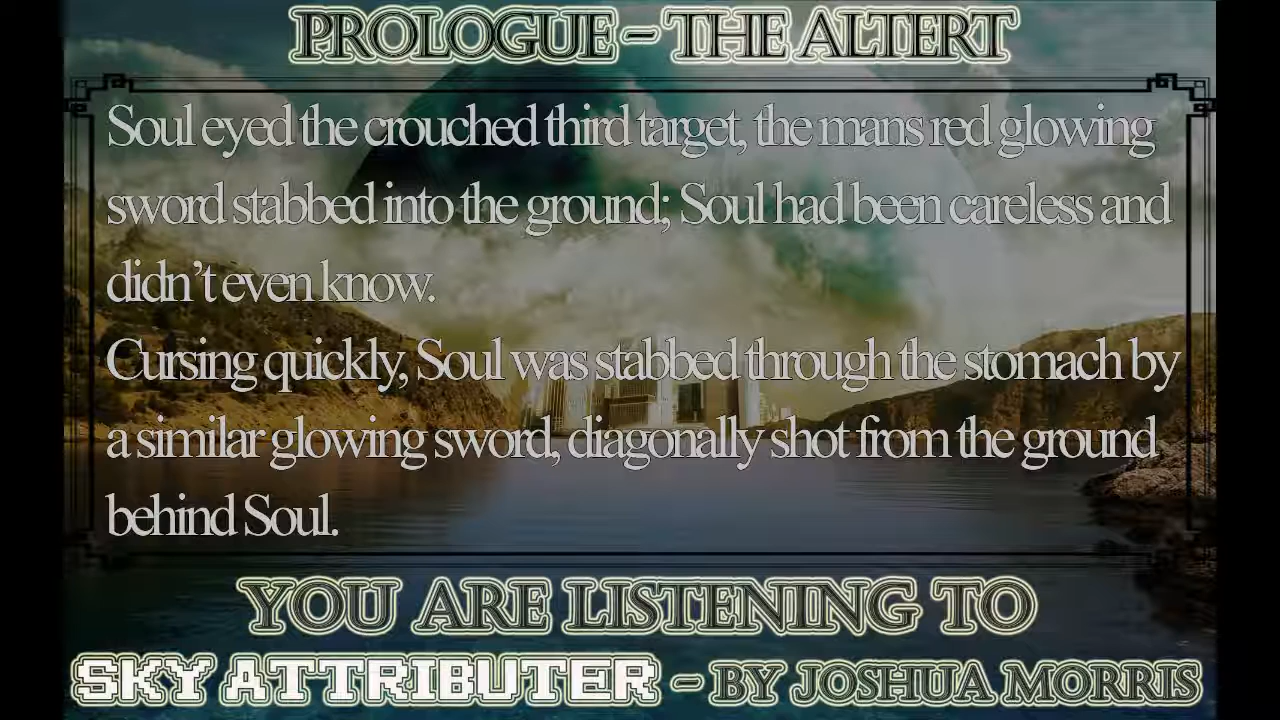 PROLOGUE - THE ALTERT
Soul eyed the crouched third target, the mans red glowing
sword stabbed into the ground; Soul had been careless and
didn't even know.
Cursing quickly, Soul was stabbed through the stomach by
a similar glowing sword, diagonally shot from the ground
behind Soul.
YOU ARE LISTENING TO
SKY ATTRIBUTER - BY JOSHUA MORRIS